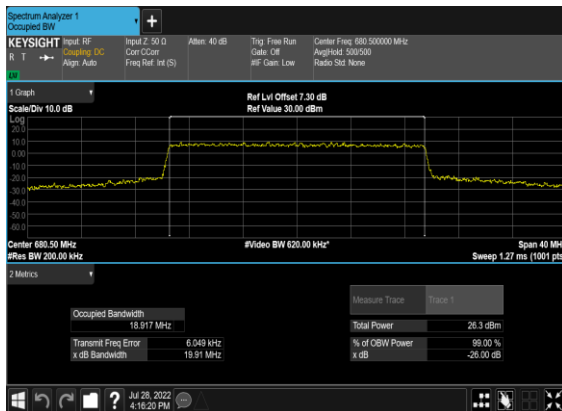 Spectrum Analyzer 1
Occupied BW
KEYSIGHT Input: RF Input Z: 50 Ω Atten: 40 dB Trig: Free Run Center Freq: 680.500000 MHz
Coupling: DC Corr CCorr Gate: Off Avg|Hold: 500/500
R T Align: Auto Freq Ref: Int (S) #IF Gain: Low Radio Std: None
1 Graph
Ref Lvl Offset 7.30 dB
Scale/Div 10.0 dB Ref Value 30.00 dBm
Log
20.0
10.0
0.00
-10.0
-20.0
-30.0
-40.0
-50.0
-60.0
Center 680.50 MHz #Video BW 620.00 kHz* Span 40 MHz
#Res BW 200.00 kHz Sweep 1.27 ms (1001 pts)
2 Metrics
Measure Trace Trace 1
Occupied Bandwidth
18.917 MHz Total Power 26.3 dBm
Transmit Freq Error 6.049 kHz % of OBW Power 99.00 %
x dB Bandwidth 19.91 MHz x dB -26.00 dB
Jul 28, 2022
4:16:20 PM